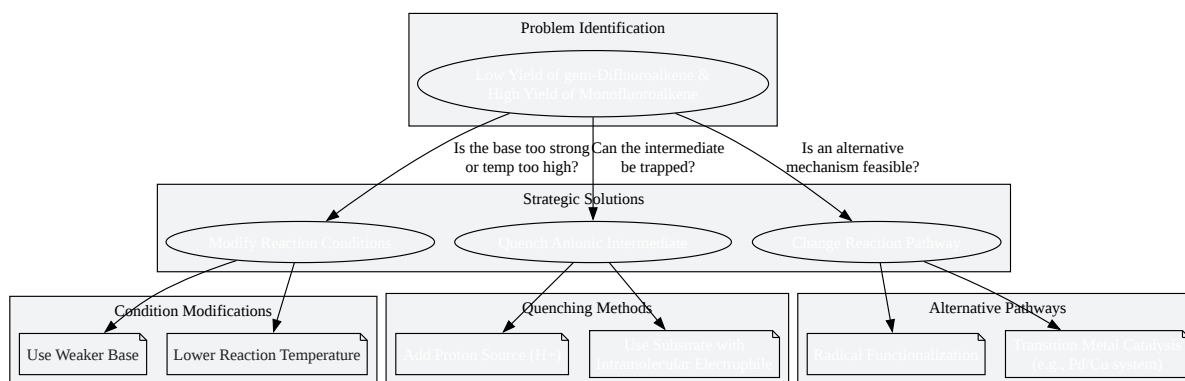 Problem Identification
Low Yield of gem-Difluoroalkene &
High Yield of Monofluoroalkene
Is the base too strong
or temp too high?
Can the intermediate
be trapped?
Is an alternative
mechanism feasible?
Strategic Solutions
Modify Reaction Conditions
Quench Anionic Intermediate
Change Reaction Pathway
Condition Modifications
Use Weaker Base
Lower Reaction Temperature
Quenching Methods
Add Proton Source (H+)
Use Substrate with
Intramolecular Electrophile
Alternative Pathways
Radical Functionalization
Transition Metal Catalysis
(e.g., Pd/Cu system)